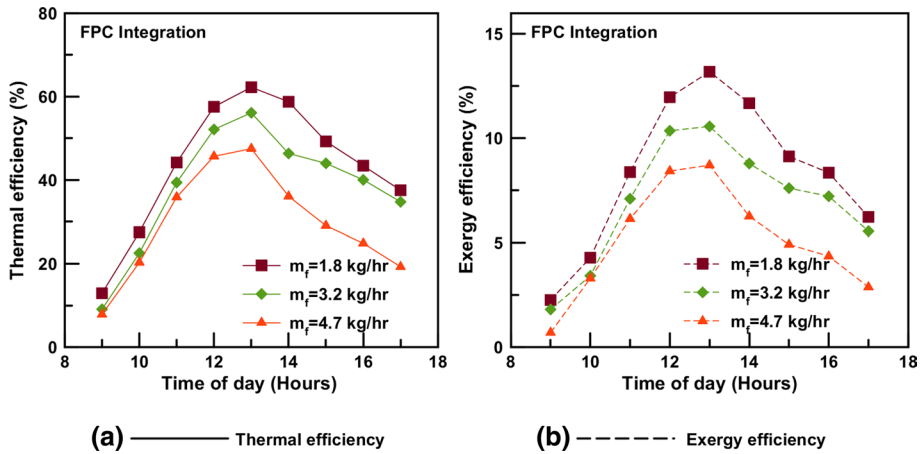 FPC Integration
Thermal efficiency (%)
80
60
40
20
0
m_f=1.8 kg/hr
m_f=3.2 kg/hr
m_f=4.7 kg/hr
8 10 12 14 16 18
Time of day (Hours)
(a) Thermal efficiency
FPC Integration
Exergy efficiency (%)
15
10
5
0
m_f=1.8 kg/hr
m_f=3.2 kg/hr
m_f=4.7 kg/hr
8 10 12 14 16 18
Time of day (Hours)
(b) Exergy efficiency